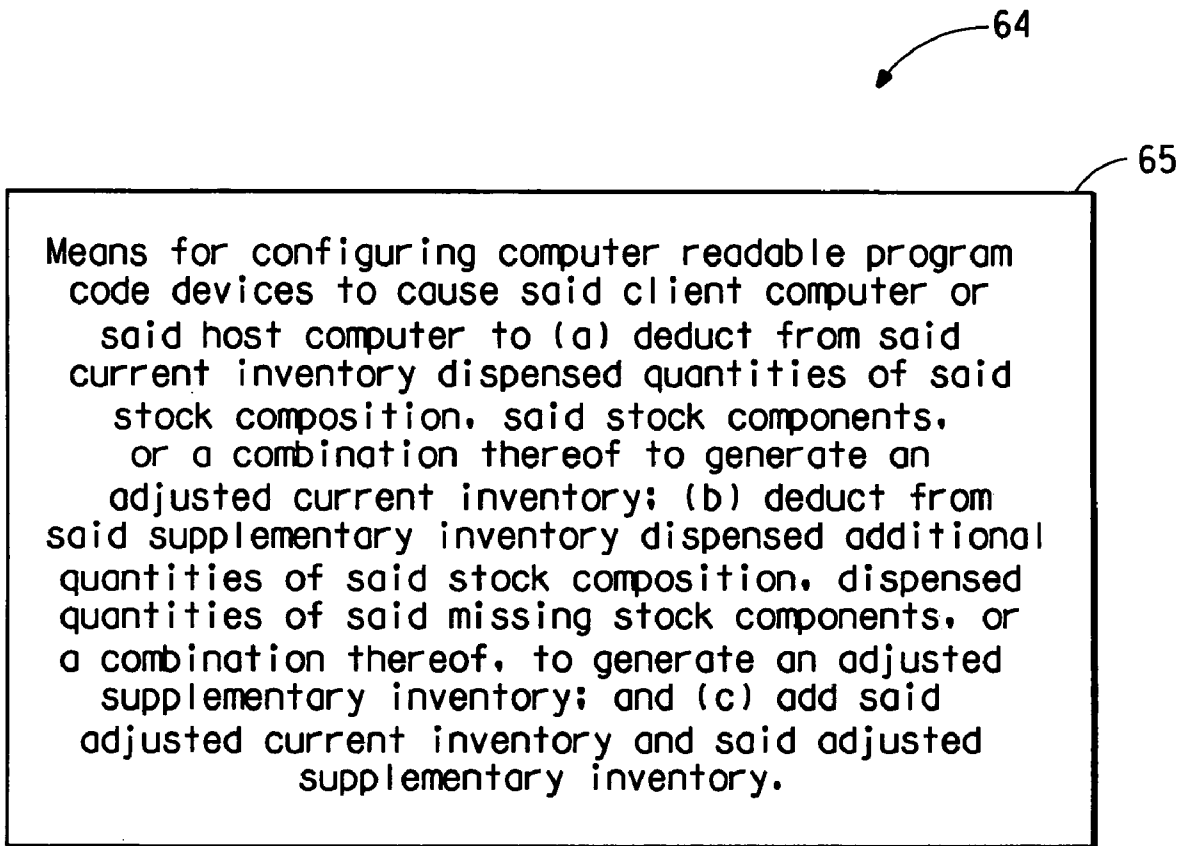 64
65
Means for configuring computer readable program
code devices to cause said client computer or
said host computer to (a) deduct from said
current inventory dispensed quantities of said
stock composition, said stock components,
or a combination thereof to generate an
adjusted current inventory; (b) deduct from
said supplementary inventory dispensed additional
quantities of said stock composition, dispensed
quantities of said missing stock components, or
a combination thereof, to generate an adjusted
supplementary inventory; and (c) add said
adjusted current inventory and said adjusted
supplementary inventory.